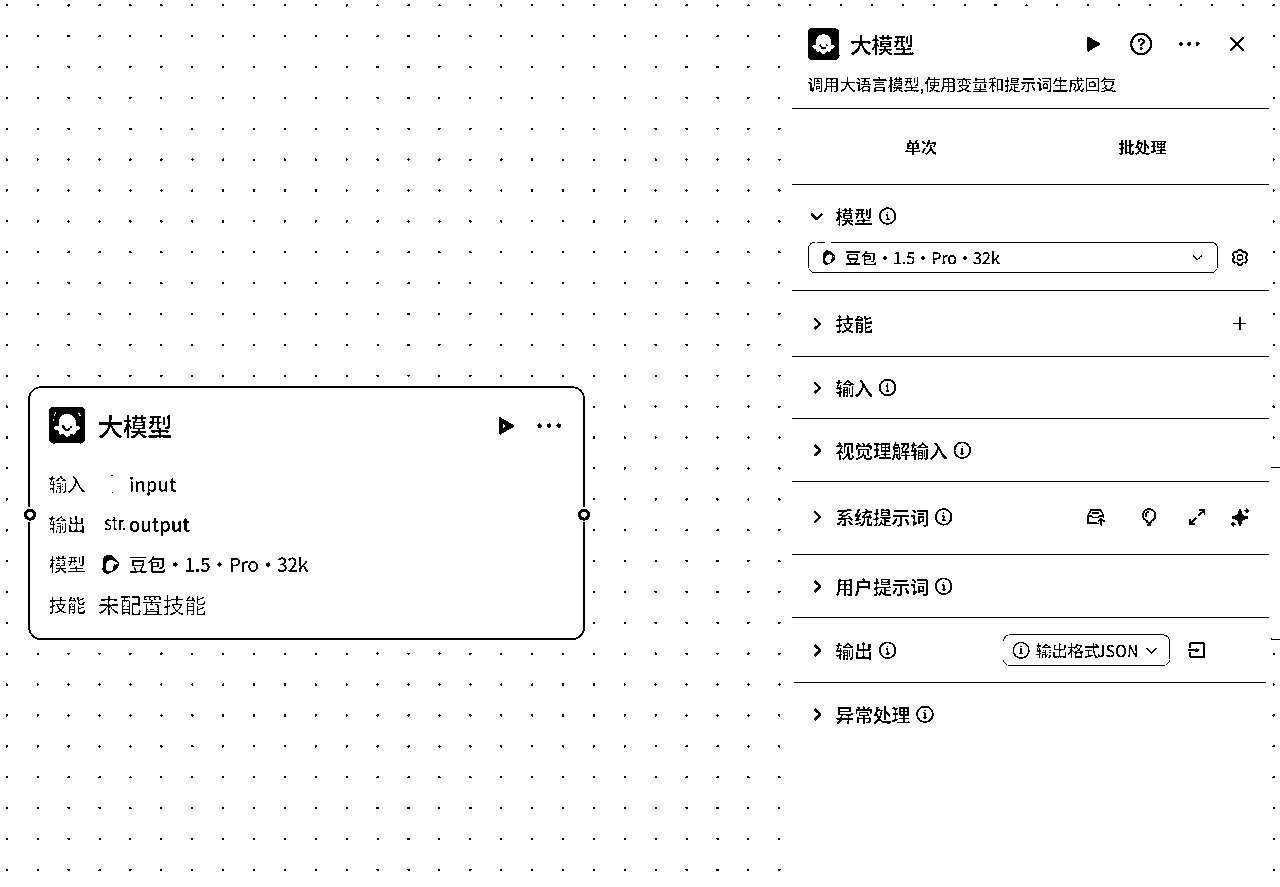 大模型
输入 input
输出 str. output
模型 豆包·1.5·Pro·32k
技能 未配置技能
大模型
调用大语言模型,使用变量和提示词生成回复
单次 批处理
模型
豆包·1.5·Pro·32k
技能
输入
视觉理解输入
系统提示词
用户提示词
输出 输出格式JSON
异常处理